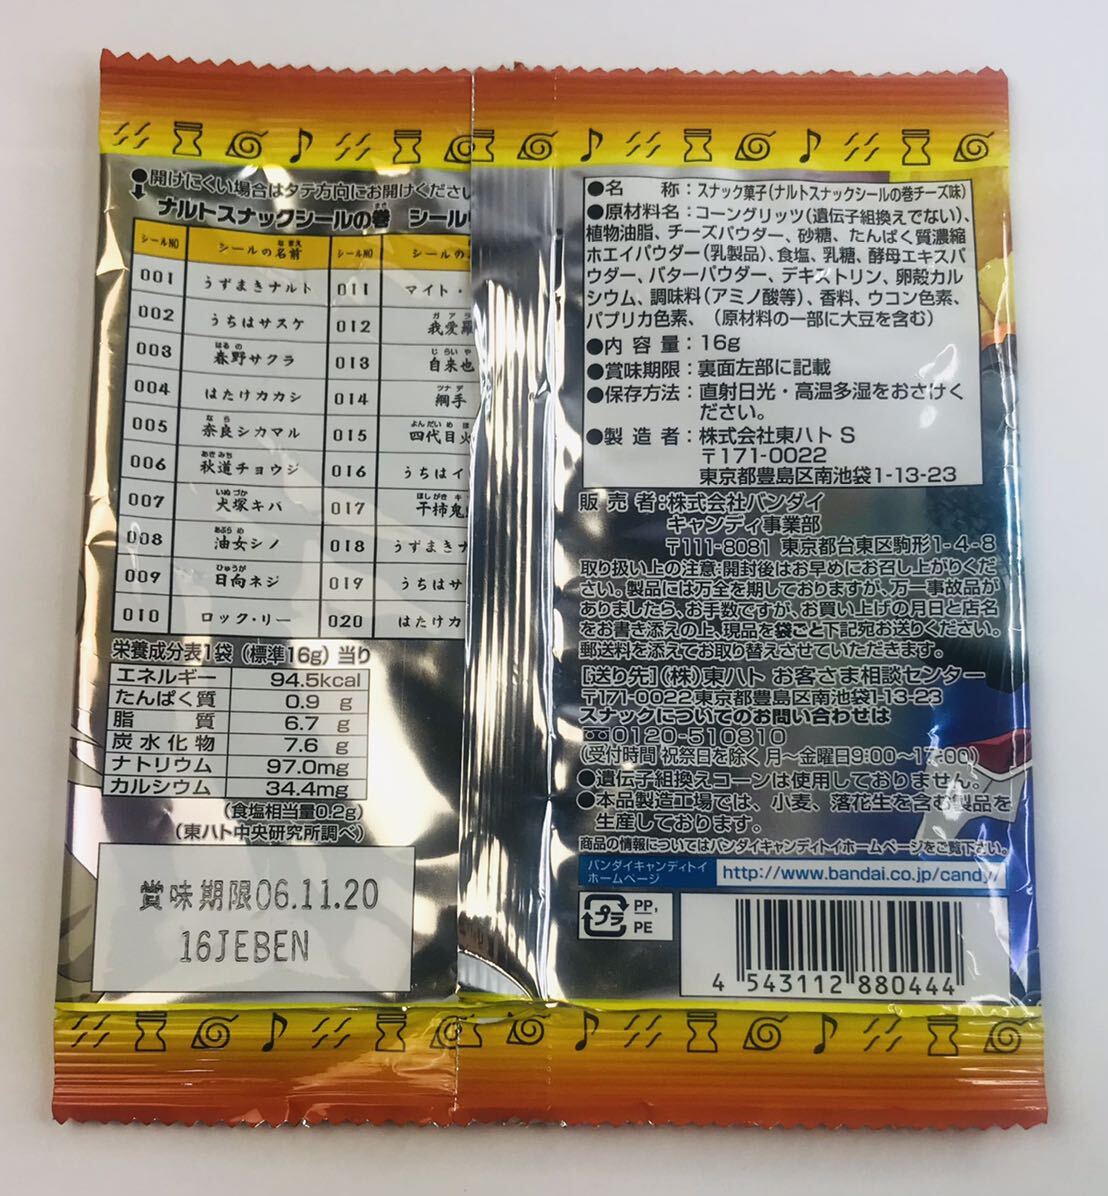 ●開けにくい場合はタテ方向にお開けください
ナルトスナックシールの巻 シール
シールNO シールの名前 シールNO シールの
001 うずまきナルト 011 マイト・
002 うちはサスケ 012 我愛羅
003 春野サクラ 013 自来也
004 はたけカカシ 014 綱手
005 奈良シカマル 015 四代目火
006 秋道チョウジ 016 うちはイ
007 犬塚キバ 017 干柿鬼
008 油女シノ 018 うずまきナ
009 日向ネジ 019 うちはサ
010 ロック・リー 020 はたけカ
栄養成分表1袋(標準16g)当り
エネルギー 94.5kcal
たんぱく質 0.9 g
脂 質 6.7 g
炭水化物 7.6 g
ナトリウム 97.0mg
カルシウム 34.4mg
(食塩相当量0.2g)
(東ハト中央研究所調べ)
賞味期限06.11.20
16JEBEN
●名 称:スナック菓子(ナルトスナックシールの巻チーズ味)
●原材料名:コーングリッツ(遺伝子組換えでない)、
植物油脂、チーズパウダー、砂糖、たんぱく質濃縮
ホエイパウダー(乳製品)、食塩、乳糖、酵母エキスパ
ウダー、バターパウダー、デキストリン、卵殻カル
シウム、調味料(アミノ酸等)、香料、ウコン色素、
パプリカ色素、(原材料の一部に大豆を含む)
●内容量:16g
●賞味期限:裏面左部に記載
●保存方法:直射日光・高温多湿をおさけく
ださい。
●製造者:株式会社東ハト S
〒171-0022
東京都豊島区南池袋1-13-23
販売者:株式会社バンダイ
キャンディ事業部
〒111-8081 東京都台東区駒形1-4-8
取り扱い上の注意:開封後はお早めにお召し上がりくだ
さい。製品には万全を期しておりますが、万一事故品が
ありましたら、お手数ですが、お買い上げの月日と店名
をお書き添えの上、現品を袋ごと下記宛お送りください。
郵送料を添えてお取り替えさせていただきます。
[送り先](株)東ハト お客さま相談センター
〒171-0022東京都豊島区南池袋1-13-23
スナックについてのお問い合わせは
0120-510810
(受付時間 祝祭日を除く 月~金曜日9:00~17:00)
●遺伝子組換えコーンは使用しておりません。
●本品製造工場では、小麦、落花生を含む製品を
生産しております。
商品の情報についてはバンダイキャンディトイホームページをご覧下さい。
バンダイキャンディトイ
ホームページ
http://www.bandai.co.jp/candy/
プラ
PP,
PE
4 543112 880444